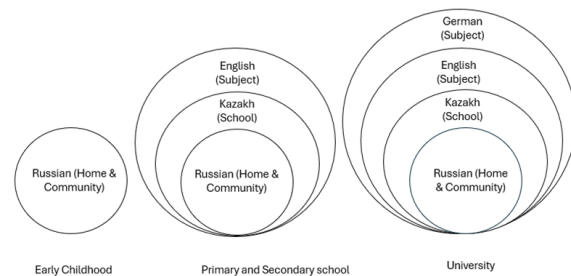 Russian (Home &
Community)
Early Childhood
English
(Subject)
Kazakh
(School)
Russian (Home &
Community)
Primary and Secondary school
German
(Subject)
English
(Subject)
Kazakh
(School)
Russian (Home
& Community)
University